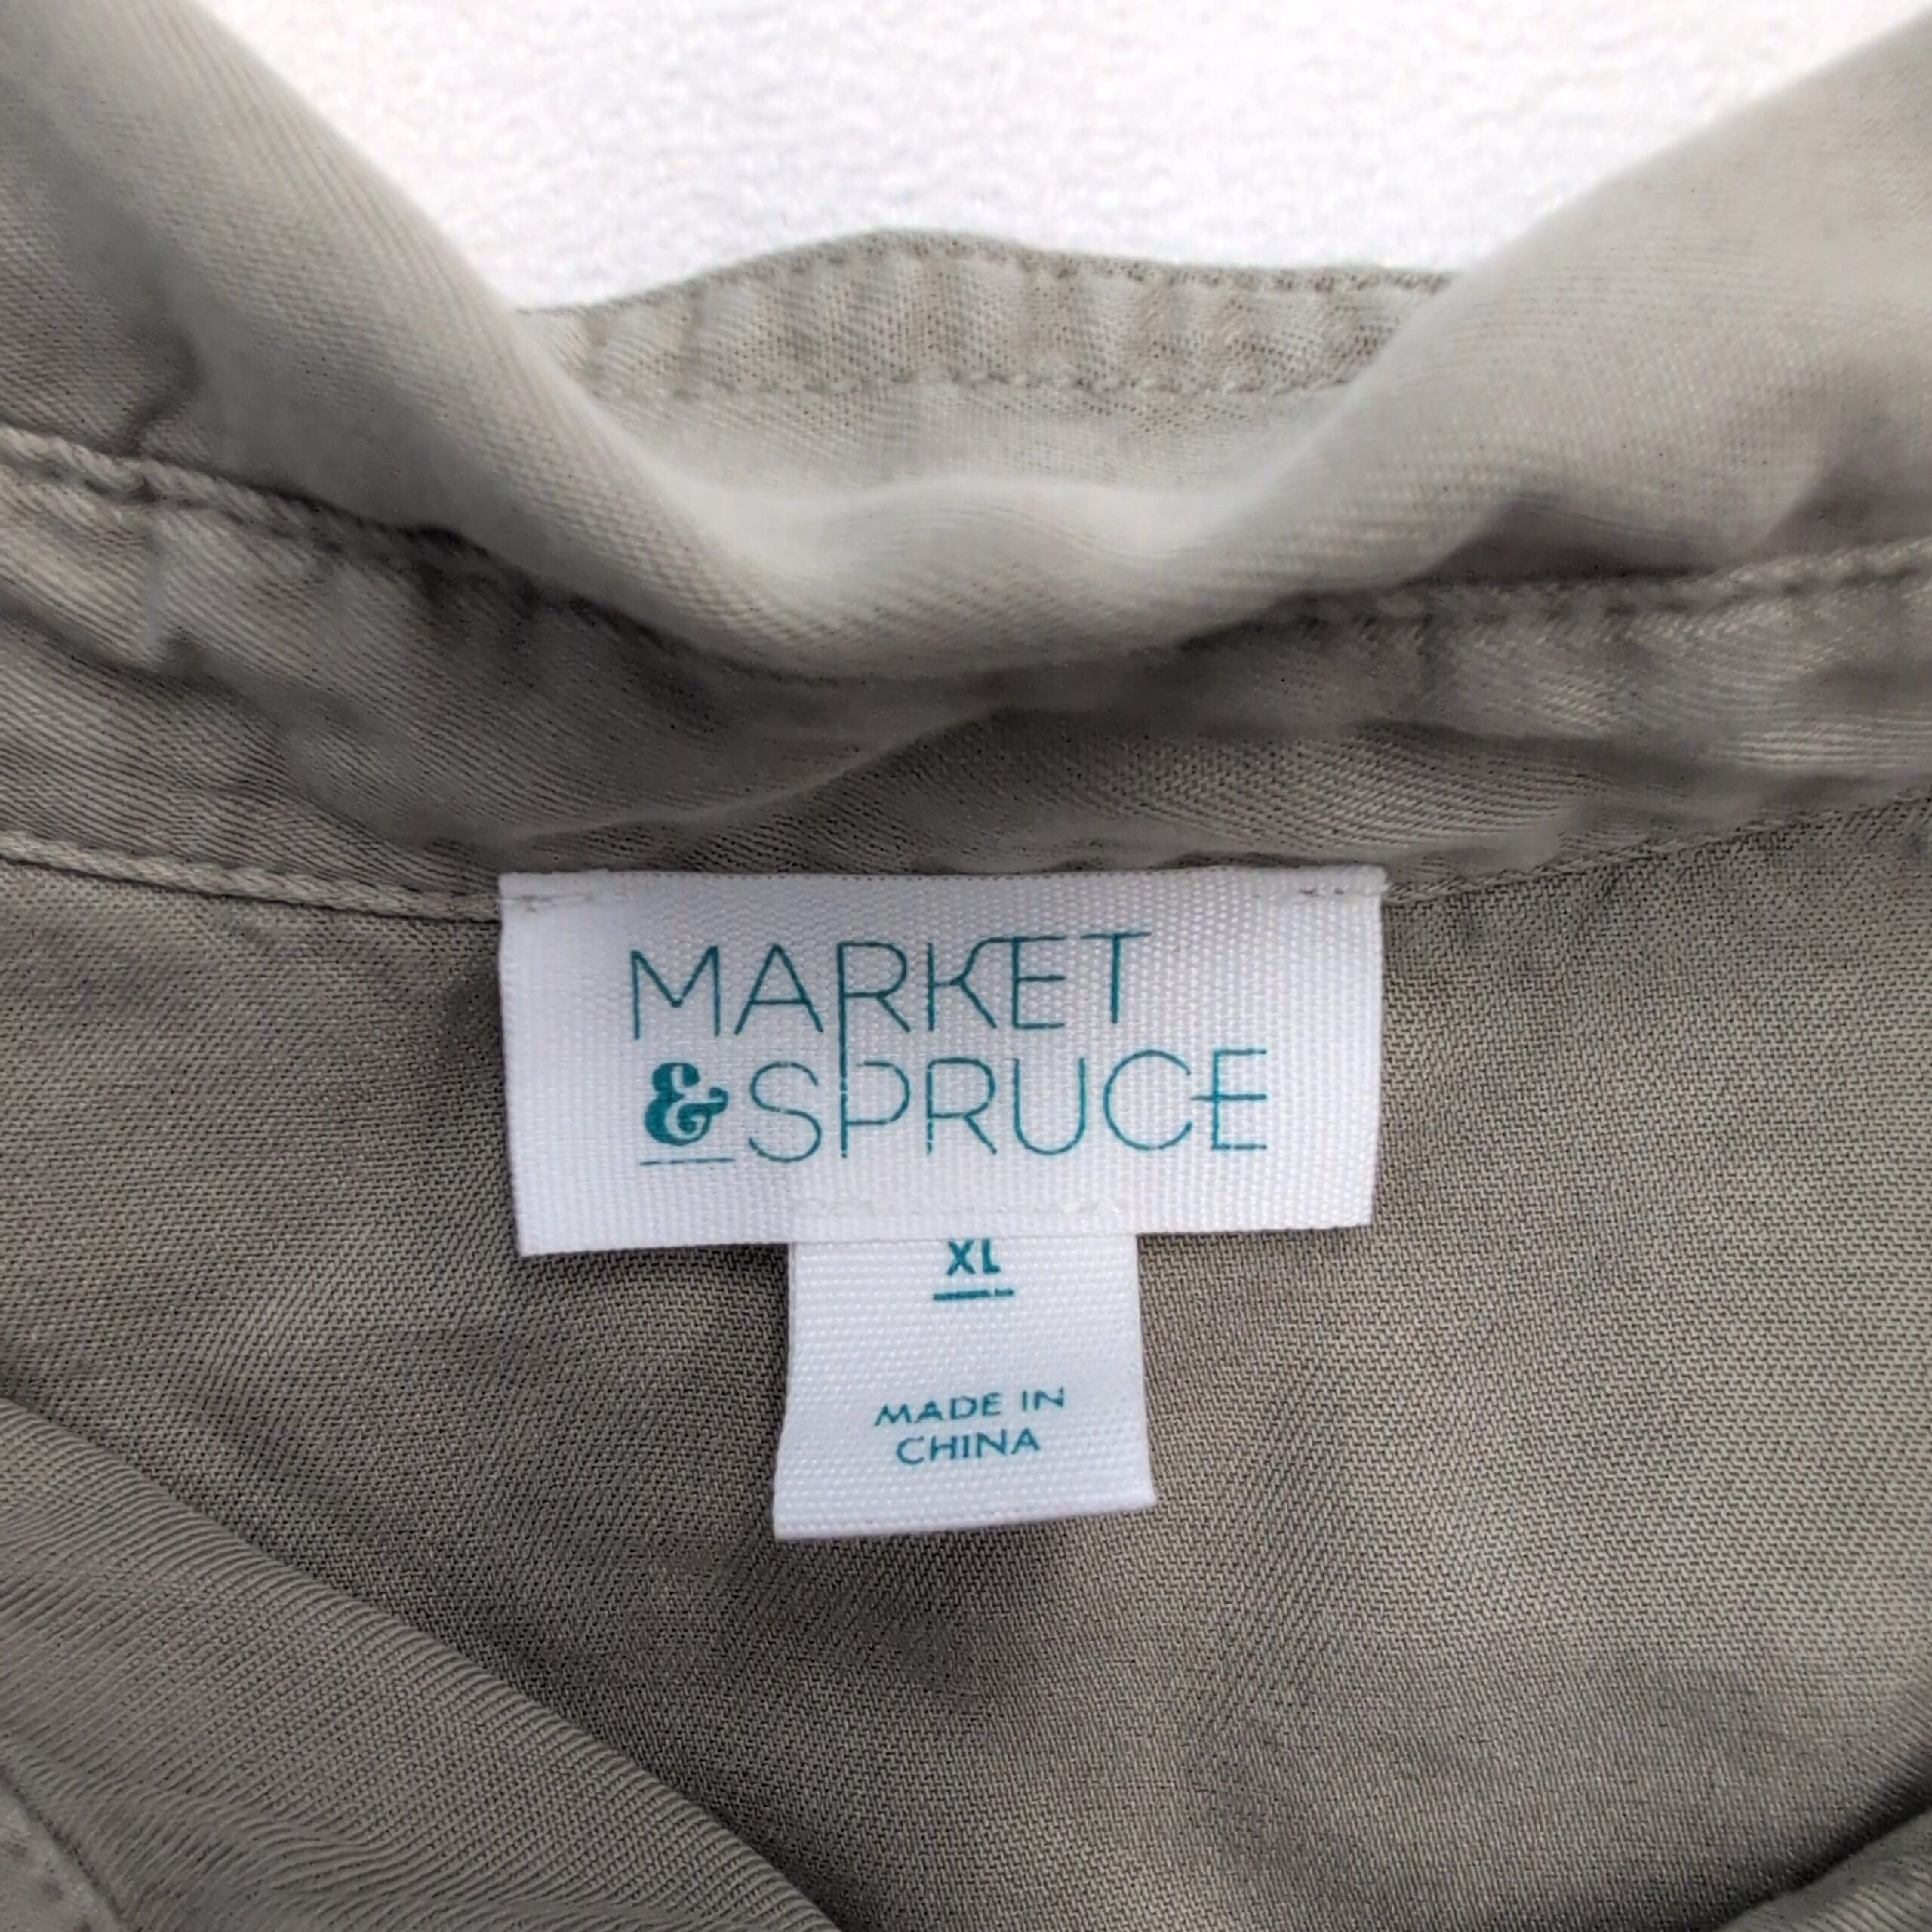 MARKET
& SPRUCE
XL
MADE IN
CHINA